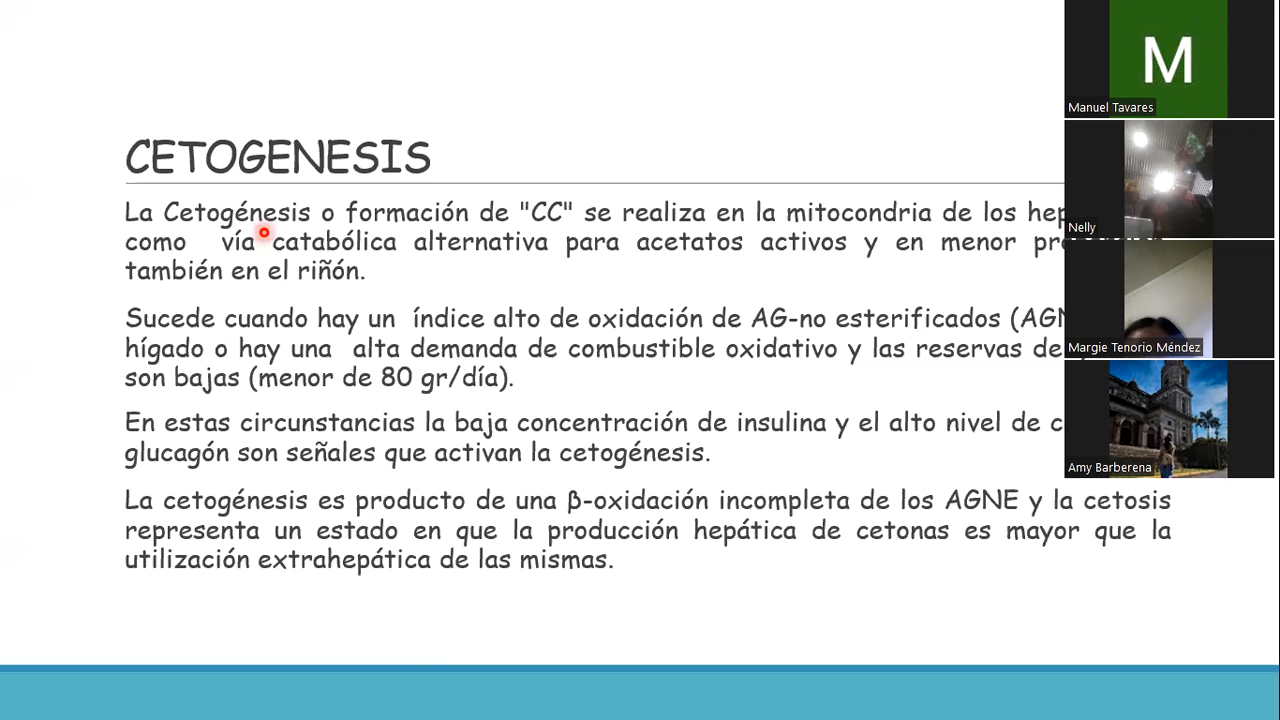 M
Manuel Tavares
CETOGENESIS
La Cetogénesis o formación de "CC" se realiza en la mitocondria de los
como vía catabólica alternativa para acetatos activos y en menor
también en el riñón.
Nelly
Sucede cuando hay un índice alto de oxidación de AG-no esterificados
hígado o hay una alta demanda de combustible oxidativo y las reservas de
son bajas (menor de 80 gr/día).
Margie Tenorio Méndez
En estas circunstancias la baja concentración de insulina y el alto nivel de
glucagón son señales que activan la cetogénesis.
Amy Barberena
La cetogénesis es producto de una β-oxidación incompleta de los AGNE y la cetosis
representa un estado en que la producción hepática de cetonas es mayor que la
utilización extrahepática de las mismas.